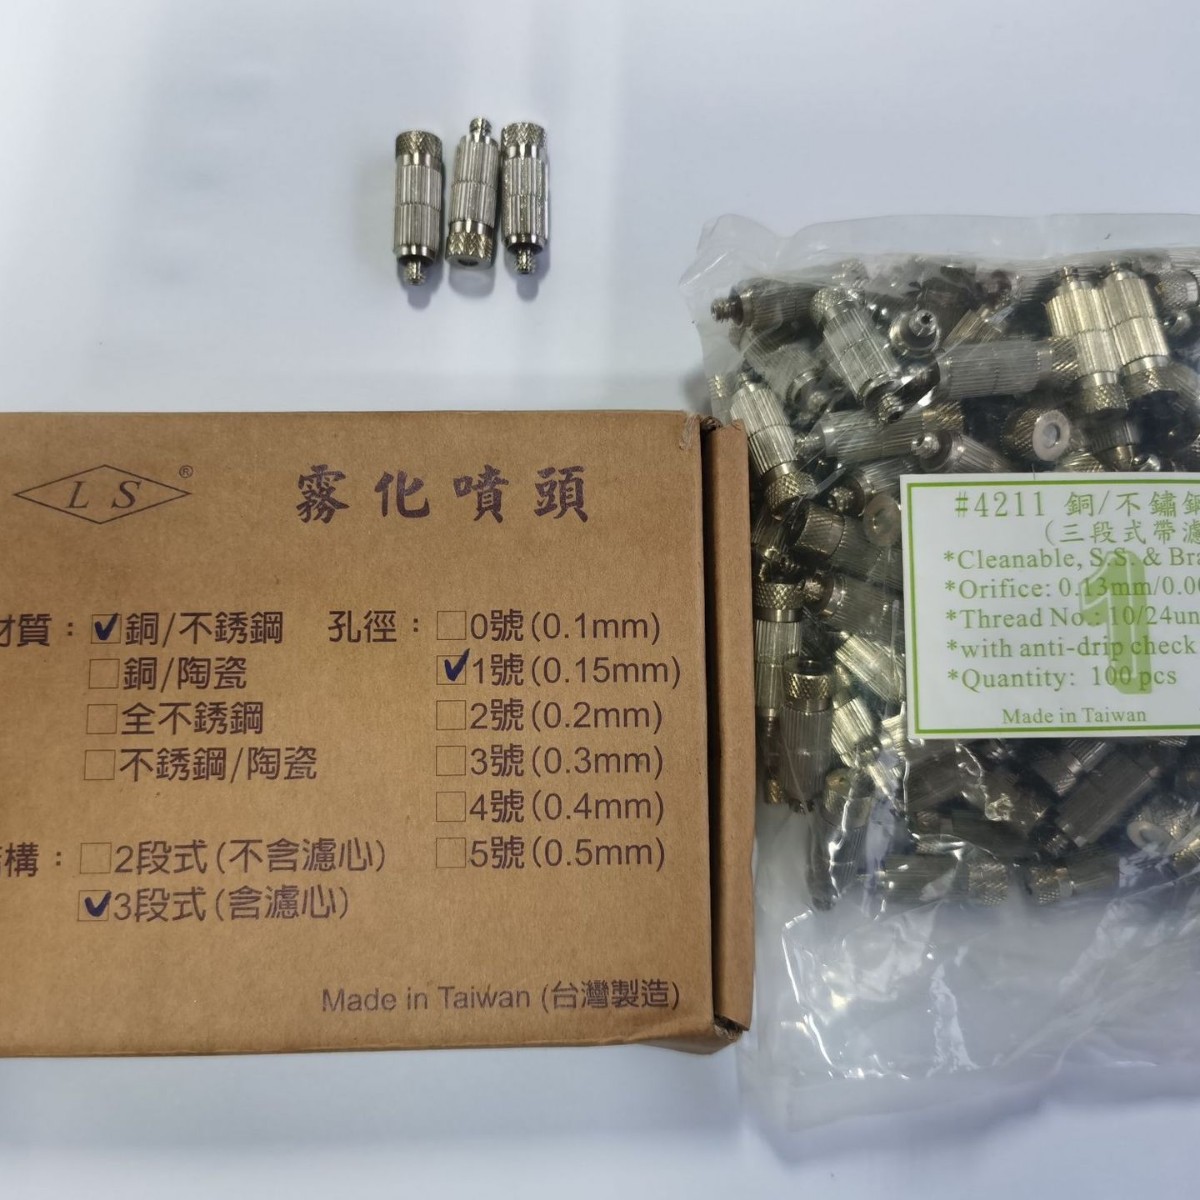 LS®
霧化噴頭
材質：☑銅/不銹鋼
☐銅/陶瓷
☐全不銹鋼
☐不銹鋼/陶瓷
孔徑：☐0號(0.1mm)
☑1號(0.15mm)
☐2號(0.2mm)
☐3號(0.3mm)
☐4號(0.4mm)
☐5號(0.5mm)
構：☐2段式(不含濾心)
☑3段式(含濾心)
Made in Taiwan (台灣製造)
#4211 銅/不鏽鋼
(三段式帶濾
*Cleanable, S.S. & Bra
*Orifice: 0.13mm/0.00
*Thread No.: 10/24un
*with anti-drip check
*Quantity: 100 pcs
Made in Taiwan
1